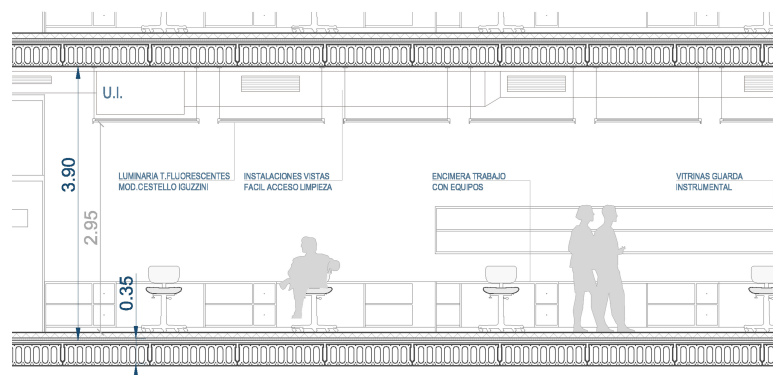 U.I.
LUMINARIA T.FLUORESCENTES
MOD.CESTELLO IGUZZINI
INSTALACIONES VISTAS
FACIL ACCESO LIMPIEZA
ENCIMERA TRABAJO
CON EQUIPOS
VITRINAS GUARDA
INSTRUMENTAL
3.90
2.95
0.35